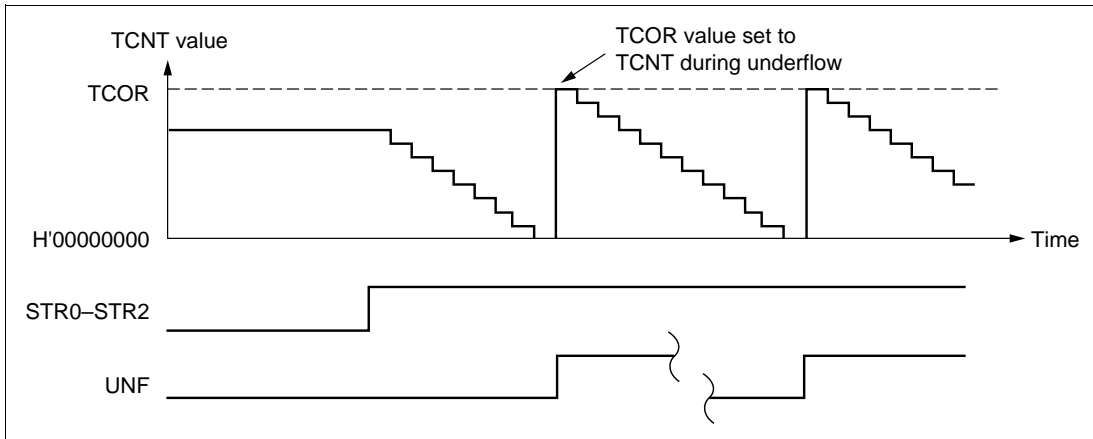 TCNT value
TCOR value set to
TCNT during underflow
TCOR
H'00000000
Time
STR0–STR2
UNF